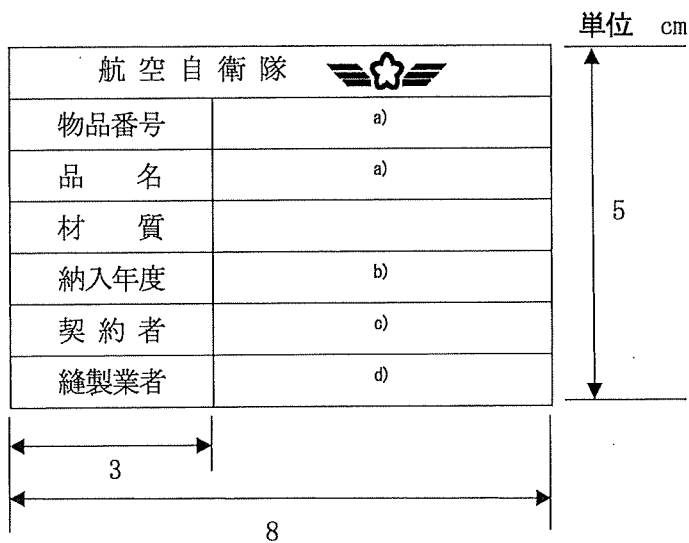 単位 cm
航空自衛隊
物品番号 a)
品名 a)
材質
納入年度 b)
契約者 c)
縫製業者 d)
5
3
8